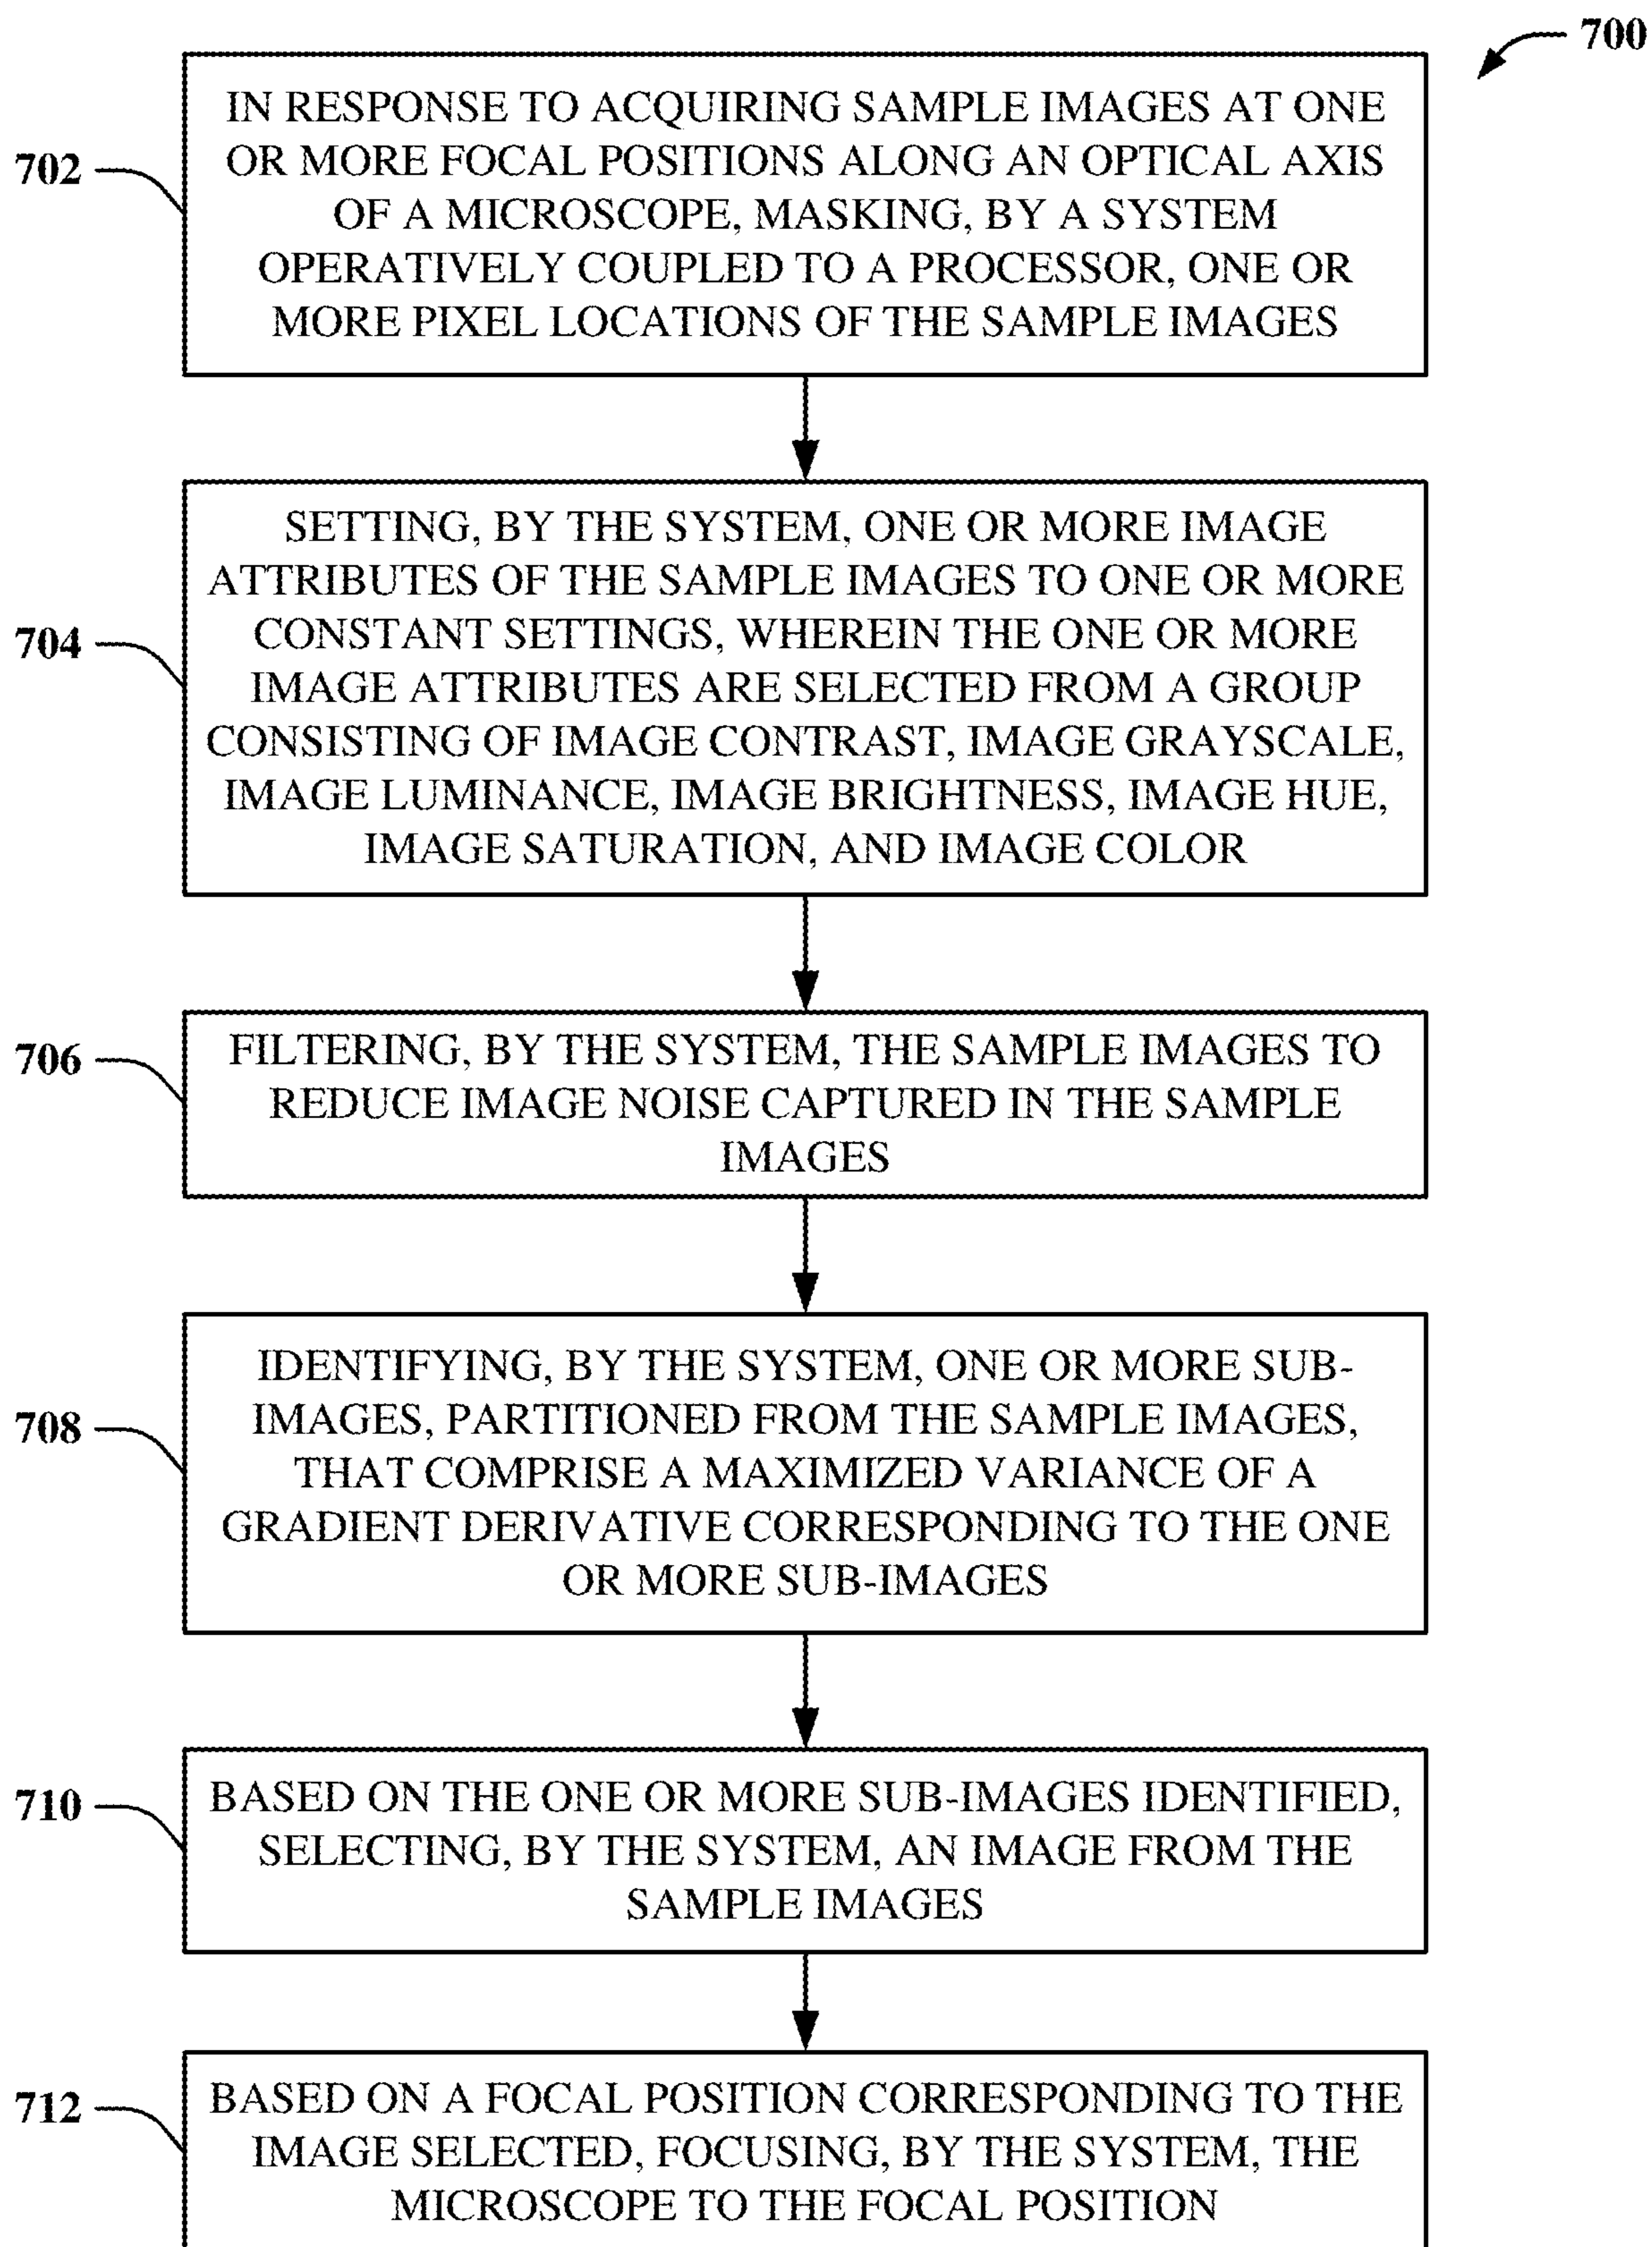 700
702
IN RESPONSE TO ACQUIRING SAMPLE IMAGES AT ONE
OR MORE FOCAL POSITIONS ALONG AN OPTICAL AXIS
OF A MICROSCOPE, MASKING, BY A SYSTEM
OPERATIVELY COUPLED TO A PROCESSOR, ONE OR
MORE PIXEL LOCATIONS OF THE SAMPLE IMAGES
704
SETTING, BY THE SYSTEM, ONE OR MORE IMAGE
ATTRIBUTES OF THE SAMPLE IMAGES TO ONE OR MORE
CONSTANT SETTINGS, WHEREIN THE ONE OR MORE
IMAGE ATTRIBUTES ARE SELECTED FROM A GROUP
CONSISTING OF IMAGE CONTRAST, IMAGE GRAYSCALE,
IMAGE LUMINANCE, IMAGE BRIGHTNESS, IMAGE HUE,
IMAGE SATURATION, AND IMAGE COLOR
706
FILTERING, BY THE SYSTEM, THE SAMPLE IMAGES TO
REDUCE IMAGE NOISE CAPTURED IN THE SAMPLE
IMAGES
708
IDENTIFYING, BY THE SYSTEM, ONE OR MORE SUB-
IMAGES, PARTITIONED FROM THE SAMPLE IMAGES,
THAT COMPRISE A MAXIMIZED VARIANCE OF A
GRADIENT DERIVATIVE CORRESPONDING TO THE ONE
OR MORE SUB-IMAGES
710
BASED ON THE ONE OR MORE SUB-IMAGES IDENTIFIED,
SELECTING, BY THE SYSTEM, AN IMAGE FROM THE
SAMPLE IMAGES
712
BASED ON A FOCAL POSITION CORRESPONDING TO THE
IMAGE SELECTED, FOCUSING, BY THE SYSTEM, THE
MICROSCOPE TO THE FOCAL POSITION